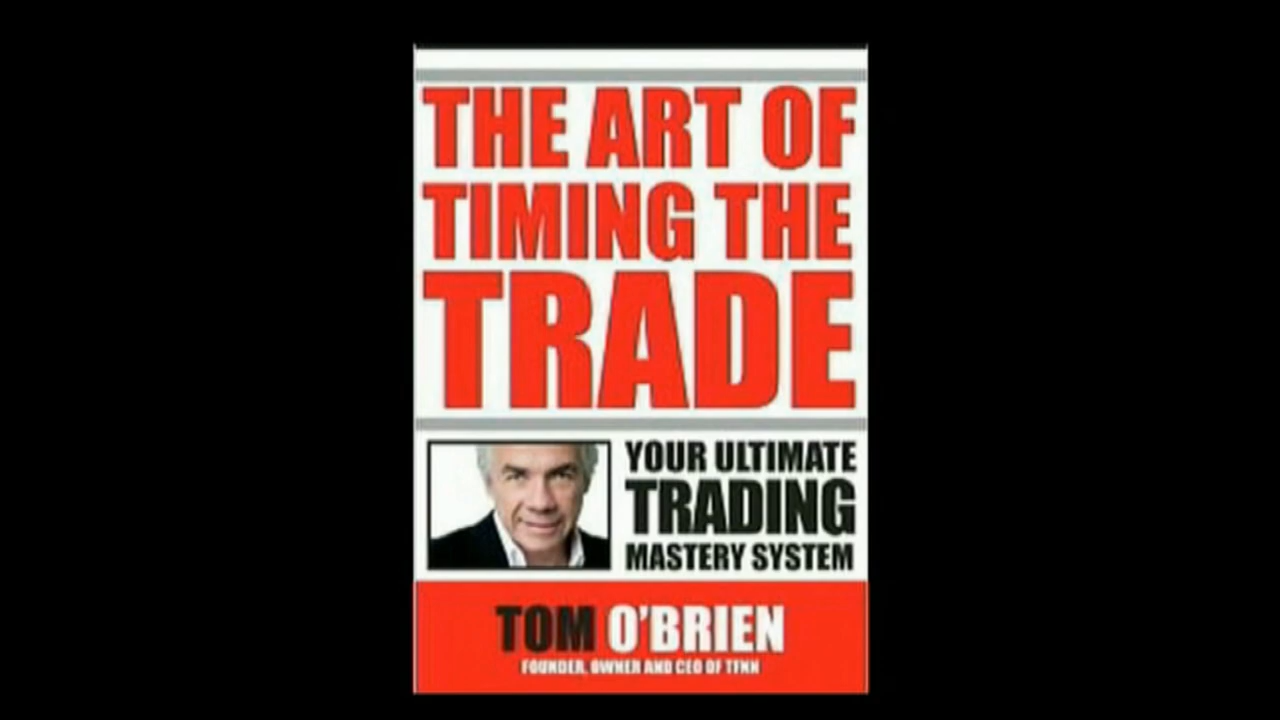 THE ART OF
TIMING THE
TRADE
YOUR ULTIMATE
TRADING
MASTERY SYSTEM
TOM O'BRIEN
FOUNDER, OWNER AND CEO OF TFNN